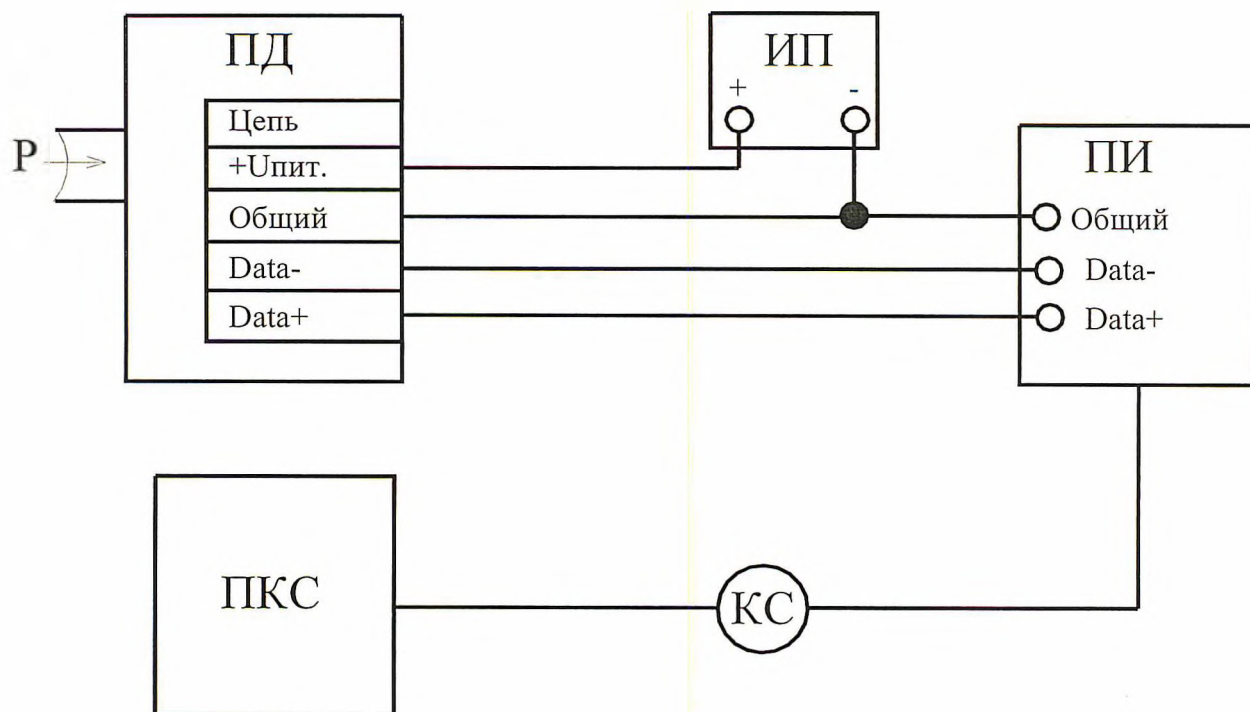 ПД
ИП
+ -
Цепь
+Uпит.
Общий
Data-
Data+
P
ПИ
Общий
Data-
Data+
ПКС
КС